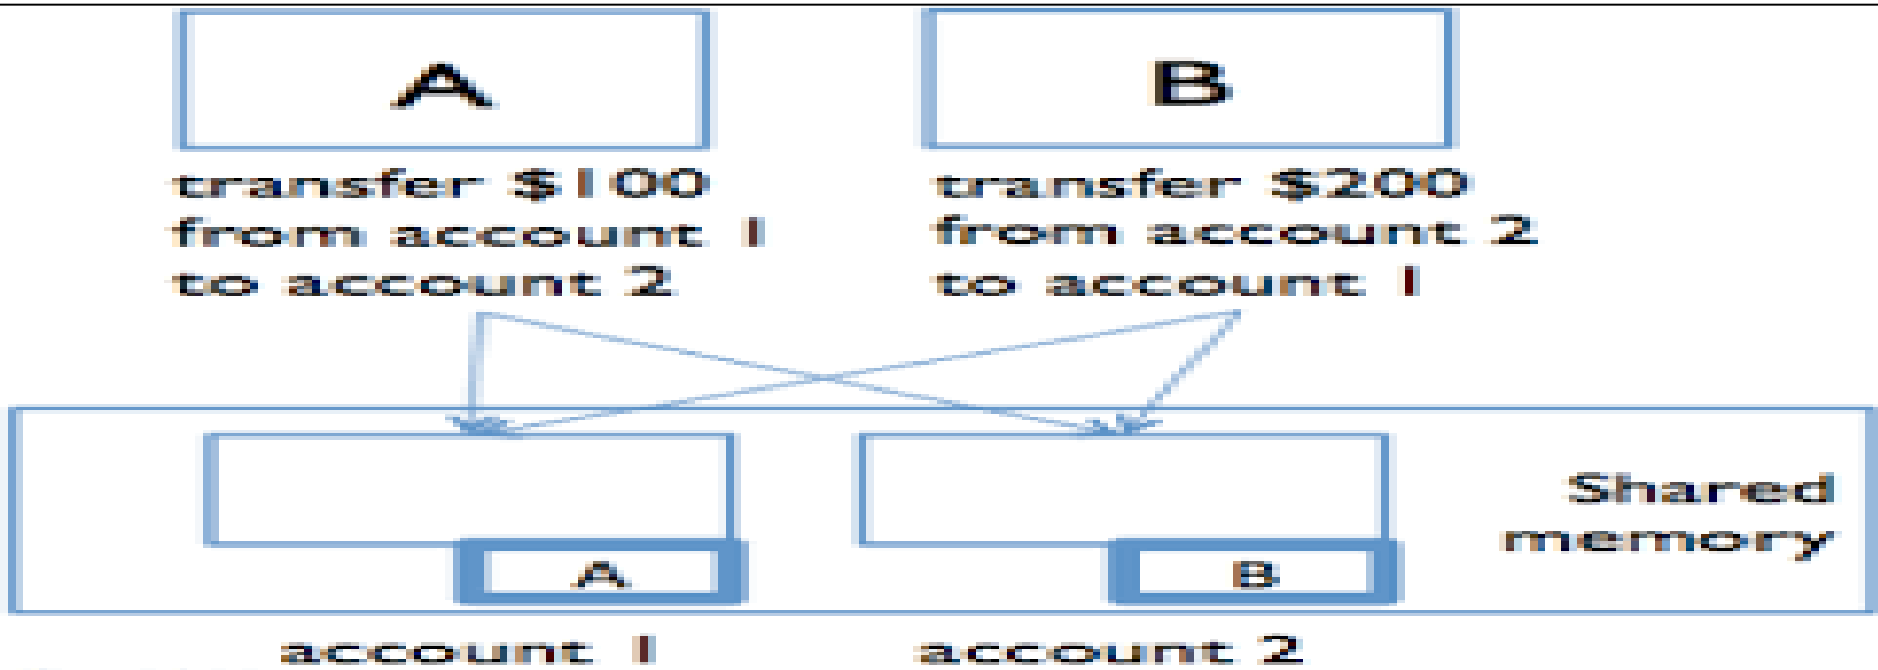 A
B
transfer $100
from account 1
to account 2
transfer $200
from account 2
to account 1
Shared
memory
A
B
account 1
account 2